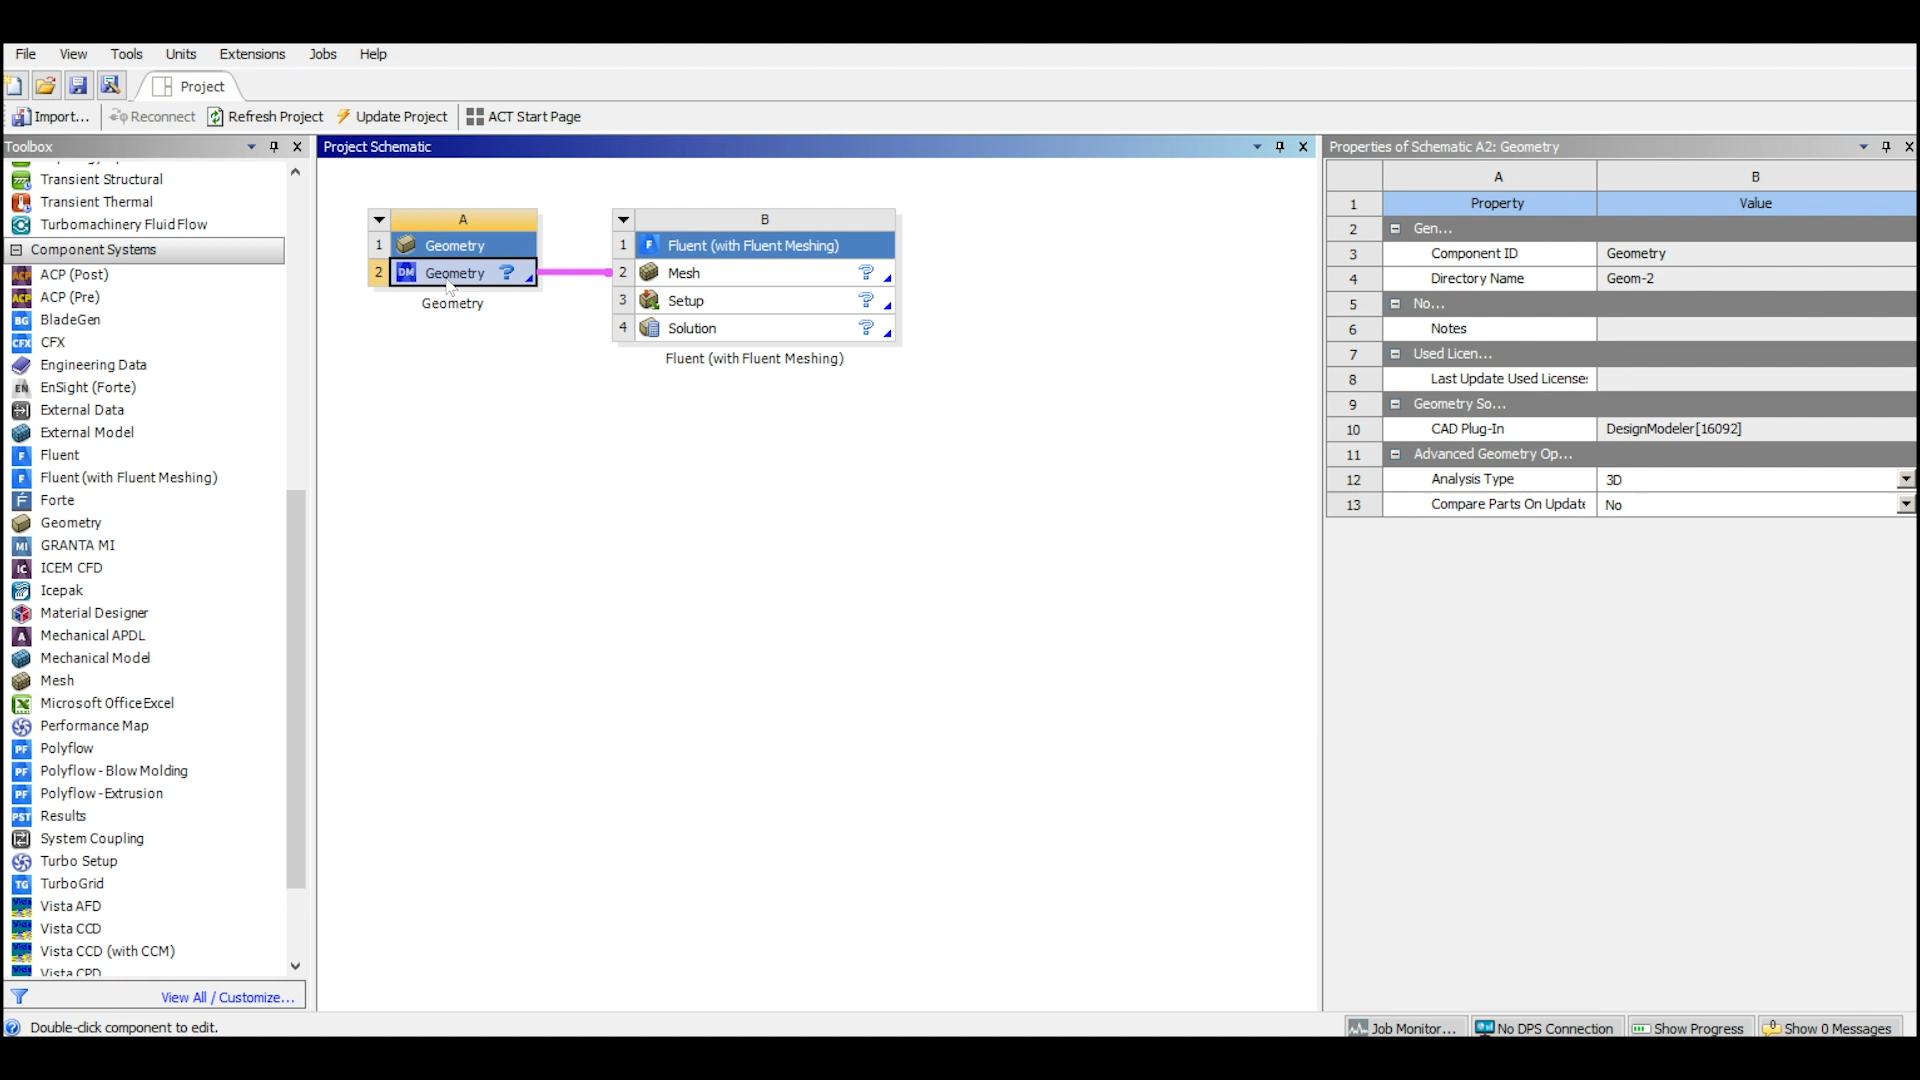 File View Tools Units Extensions Jobs Help
Project
Import... Reconnect Refresh Project Update Project ACT Start Page
Toolbox
Transient Structural
Transient Thermal
Turbomachinery Fluid Flow
Component Systems
ACP (Post)
ACP (Pre)
BladeGen
CFX
Engineering Data
EnSight (Forte)
External Data
External Model
Fluent
Fluent (with Fluent Meshing)
Forte
Geometry
GRANTA MI
ICEM CFD
Icepak
Material Designer
Mechanical APDL
Mechanical Model
Mesh
Microsoft Office Excel
Performance Map
Polyflow
Polyflow - Blow Molding
Polyflow - Extrusion
Results
System Coupling
Turbo Setup
TurboGrid
Vista AFD
Vista CCD
Vista CCD (with CCM)
Vista CPD
View All / Customize...
Double-click component to edit.
Project Schematic
A
1 Geometry
2 DM Geometry ?
Geometry
B
1 Fluent (with Fluent Meshing)
2 Mesh ?
3 Setup ?
4 Solution ?
Fluent (with Fluent Meshing)
Properties of Schematic A2: Geometry
A B
1 Property Value
2 Gen...
3 Component ID Geometry
4 Directory Name Geom-2
5 No...
6 Notes
7 Used Licen...
8 Last Update Used License:
9 Geometry So...
10 CAD Plug-In DesignModeler[16092]
11 Advanced Geometry Op...
12 Analysis Type 3D
13 Compare Parts On Update No
Job Monitor... No DPS Connection Show Progress Show 0 Messages